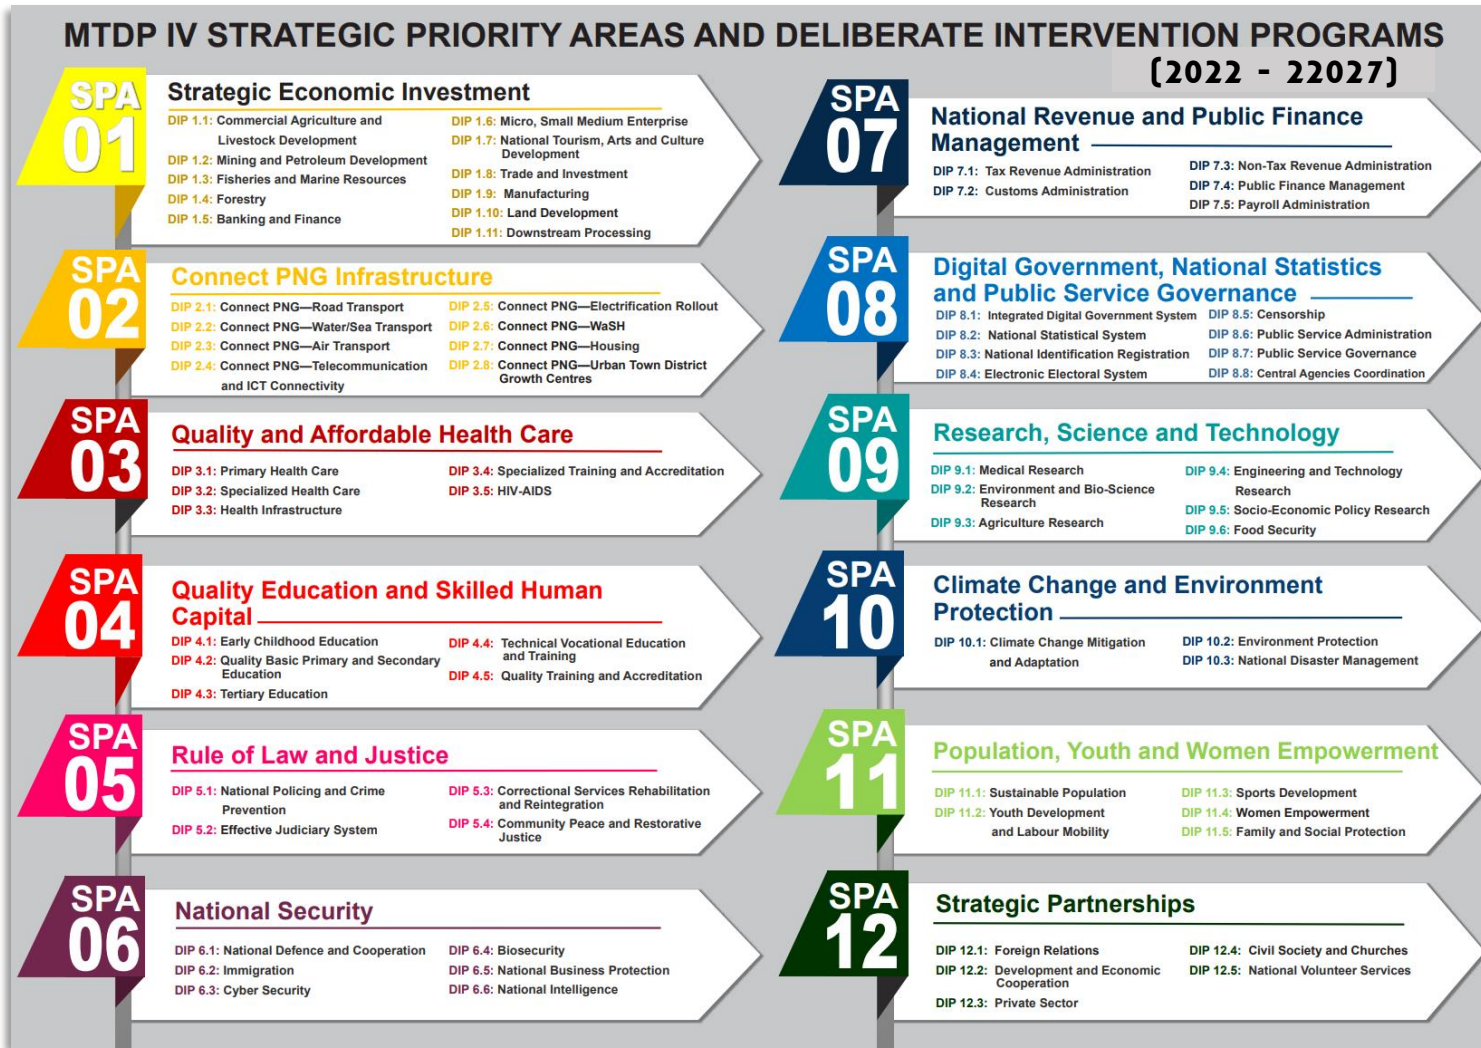 MTDP IV STRATEGIC PRIORITY AREAS AND DELIBERATE INTERVENTION PROGRAMS
(2022 - 22027)
SPA
01
Strategic Economic Investment
DIP 1.1: Commercial Agriculture and
Livestock Development
DIP 1.2: Mining and Petroleum Development
DIP 1.3: Fisheries and Marine Resources
DIP 1.4: Forestry
DIP 1.5: Banking and Finance
DIP 1.6: Micro, Small Medium Enterprise
DIP 1.7: National Tourism, Arts and Culture
Development
DIP 1.8: Trade and Investment
DIP 1.9: Manufacturing
DIP 1.10: Land Development
DIP 1.11: Downstream Processing
SPA
02
Connect PNG Infrastructure
DIP 2.1: Connect PNG—Road Transport
DIP 2.2: Connect PNG—Water/Sea Transport
DIP 2.3: Connect PNG—Air Transport
DIP 2.4: Connect PNG—Telecommunication
and ICT Connectivity
DIP 2.5: Connect PNG—Electrification Rollout
DIP 2.6: Connect PNG—WaSH
DIP 2.7: Connect PNG—Housing
DIP 2.8: Connect PNG—Urban Town District
Growth Centres
SPA
03
Quality and Affordable Health Care
DIP 3.1: Primary Health Care
DIP 3.2: Specialized Health Care
DIP 3.3: Health Infrastructure
DIP 3.4: Specialized Training and Accreditation
DIP 3.5: HIV-AIDS
SPA
04
Quality Education and Skilled Human
Capital
DIP 4.1: Early Childhood Education
DIP 4.2: Quality Basic Primary and Secondary
Education
DIP 4.3: Tertiary Education
DIP 4.4: Technical Vocational Education
and Training
DIP 4.5: Quality Training and Accreditation
SPA
05
Rule of Law and Justice
DIP 5.1: National Policing and Crime
Prevention
DIP 5.2: Effective Judiciary System
DIP 5.3: Correctional Services Rehabilitation
and Reintegration
DIP 5.4: Community Peace and Restorative
Justice
SPA
06
National Security
DIP 6.1: National Defence and Cooperation
DIP 6.2: Immigration
DIP 6.3: Cyber Security
DIP 6.4: Biosecurity
DIP 6.5: National Business Protection
DIP 6.6: National Intelligence
SPA
07
National Revenue and Public Finance
Management
DIP 7.1: Tax Revenue Administration
DIP 7.2: Customs Administration
DIP 7.3: Non-Tax Revenue Administration
DIP 7.4: Public Finance Management
DIP 7.5: Payroll Administration
SPA
08
Digital Government, National Statistics
and Public Service Governance
DIP 8.1: Integrated Digital Government System
DIP 8.2: National Statistical System
DIP 8.3: National Identification Registration
DIP 8.4: Electronic Electoral System
DIP 8.5: Censorship
DIP 8.6: Public Service Administration
DIP 8.7: Public Service Governance
DIP 8.8: Central Agencies Coordination
SPA
09
Research, Science and Technology
DIP 9.1: Medical Research
DIP 9.2: Environment and Bio-Science
Research
DIP 9.3: Agriculture Research
DIP 9.4: Engineering and Technology
Research
DIP 9.5: Socio-Economic Policy Research
DIP 9.6: Food Security
SPA
10
Climate Change and Environment
Protection
DIP 10.1: Climate Change Mitigation
and Adaptation
DIP 10.2: Environment Protection
DIP 10.3: National Disaster Management
SPA
11
Population, Youth and Women Empowerment
DIP 11.1: Sustainable Population
DIP 11.2: Youth Development
and Labour Mobility
DIP 11.3: Sports Development
DIP 11.4: Women Empowerment
DIP 11.5: Family and Social Protection
SPA
12
Strategic Partnerships
DIP 12.1: Foreign Relations
DIP 12.2: Development and Economic
Cooperation
DIP 12.3: Private Sector
DIP 12.4: Civil Society and Churches
DIP 12.5: National Volunteer Services